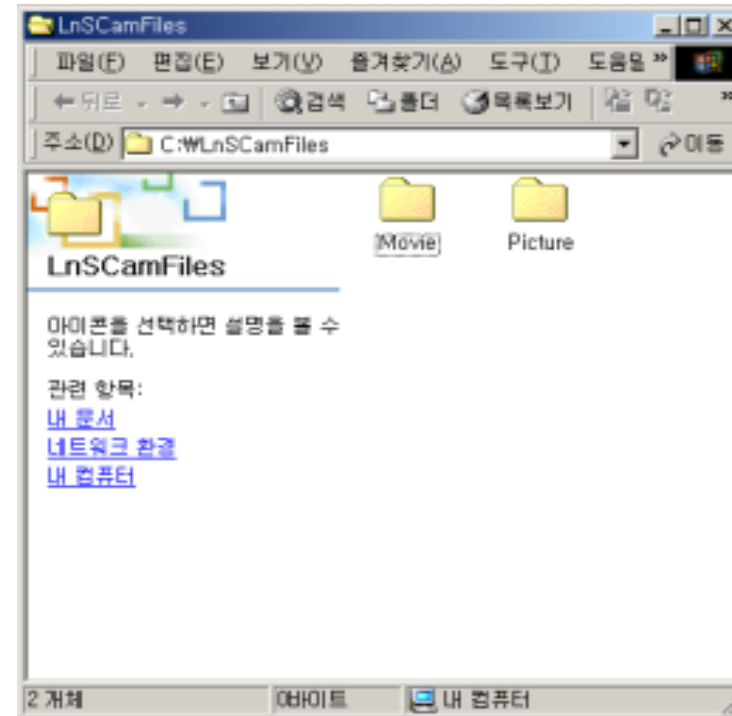 LnSCamFiles
파일(F) 편집(E) 보기(V) 즐겨찾기(A) 도구(T) 도움말 »
뒤로 검색 폴더 목록보기 »
주소(D) C:₩LnSCamFiles 이동
Movie Picture
LnSCamFiles
아이콘을 선택하면 설명을 볼 수
있습니다.
관련 항목:
내 문서
네트워크 환경
내 컴퓨터
2 개체 0바이트 내 컴퓨터